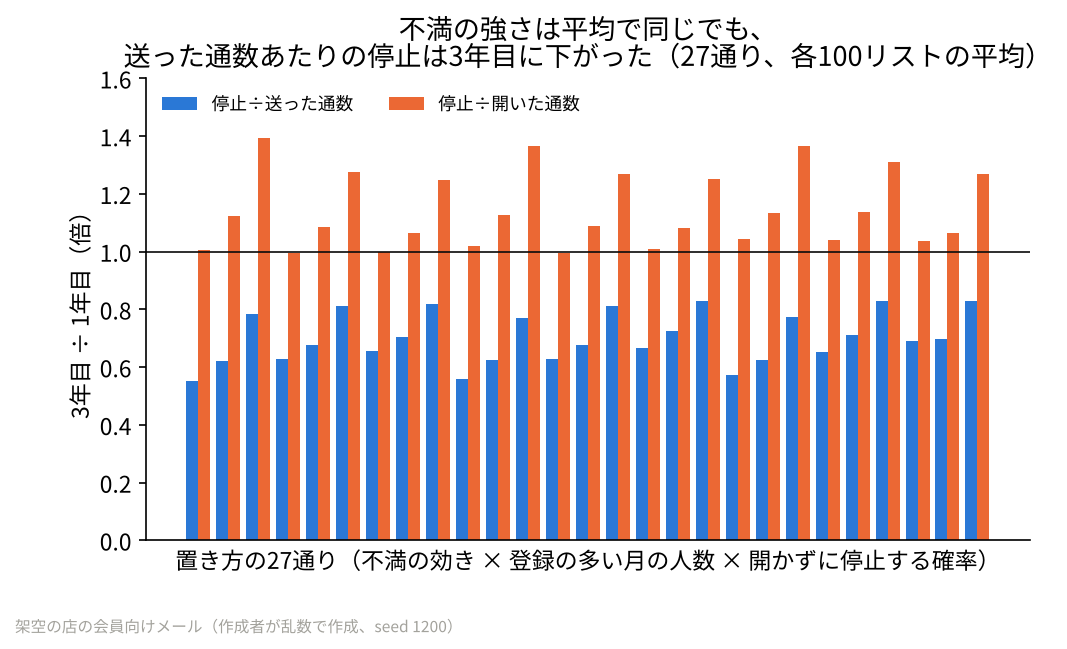 不満の強さは平均で同じでも、
送った通数あたりの停止は3年目に下がった（27通り、各100リストの平均）
停止÷送った通数
停止÷開いた通数
3年目 ÷ 1年目（倍）
1.6
1.4
1.2
1.0
0.8
0.6
0.4
0.2
0.0
置き方の27通り（不満の効き × 登録の多い月の人数 × 開かずに停止する確率）
架空の店の会員向けメール（作成者が乱数で作成、seed 1200）